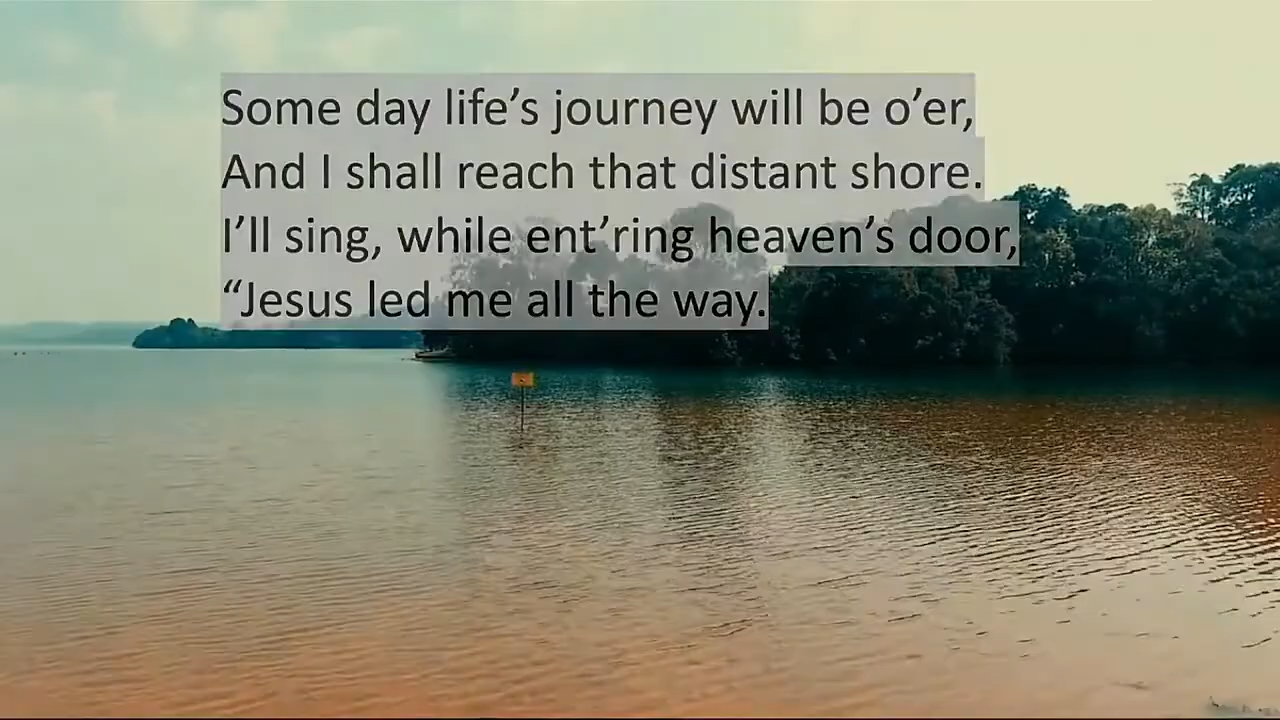 Some day life’s journey will be o’er,
And I shall reach that distant shore.
I’ll sing, while ent’ring heaven’s door,
“Jesus led me all the way.